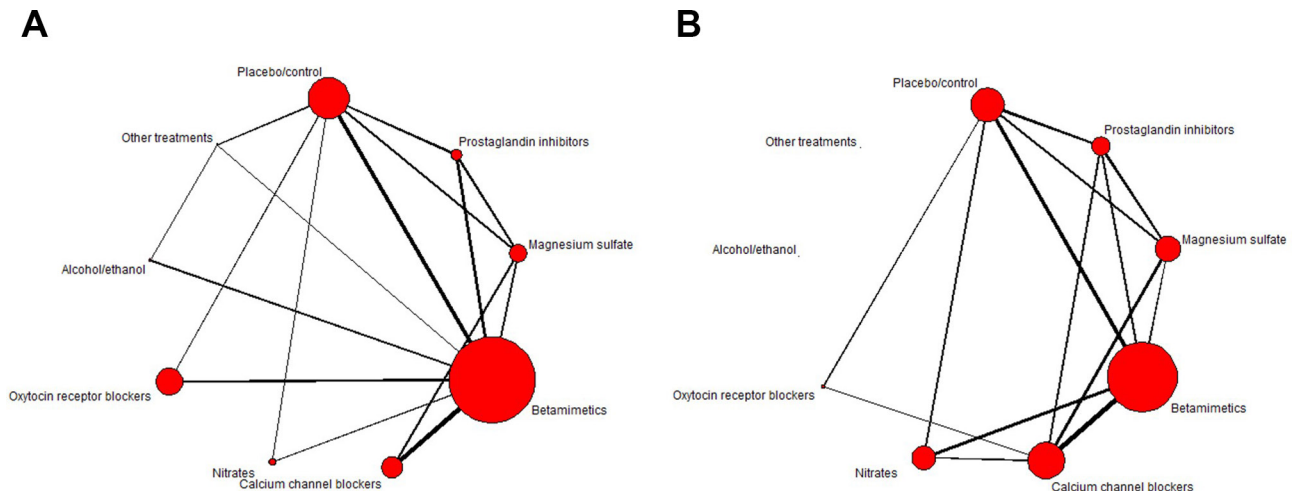 A
Placebo/control
Other treatments
Prostaglandin inhibitors
Magnesium sulfate
Alcohol/ethanol
Oxytocin receptor blockers
Betamimetics
Nitrates
Calcium channel blockers
B
Placebo/control
Prostaglandin inhibitors
Other treatments
Magnesium sulfate
Alcohol/ethanol
Oxytocin receptor blockers
Betamimetics
Nitrates
Calcium channel blockers